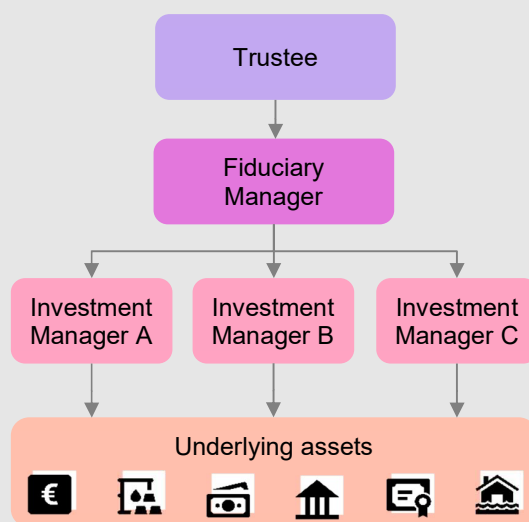 Trustee
Fiduciary
Manager
Investment
Manager A
Investment
Manager B
Investment
Manager C
Underlying assets
€